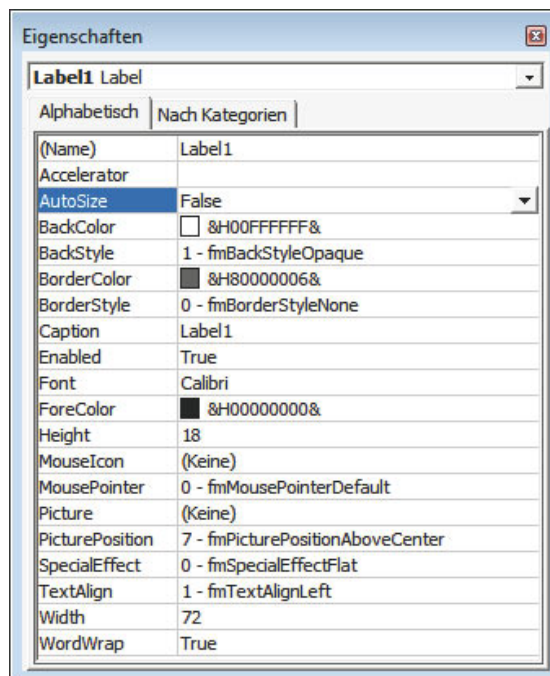 Eigenschaften
Label1 Label
Alphabetisch Nach Kategorien
(Name) Label1
Accelerator
AutoSize False
BackColor &H00FFFFFF&
BackStyle 1 - fmBackStyleOpaque
BorderColor &H80000006&
BorderStyle 0 - fmBorderStyleNone
Caption Label1
Enabled True
Font Calibri
ForeColor &H00000000&
Height 18
MouseIcon (Keine)
MousePointer 0 - fmMousePointerDefault
Picture (Keine)
PicturePosition 7 - fmPicturePositionAboveCenter
SpecialEffect 0 - fmSpecialEffectFlat
TextAlign 1 - fmTextAlignLeft
Width 72
WordWrap True